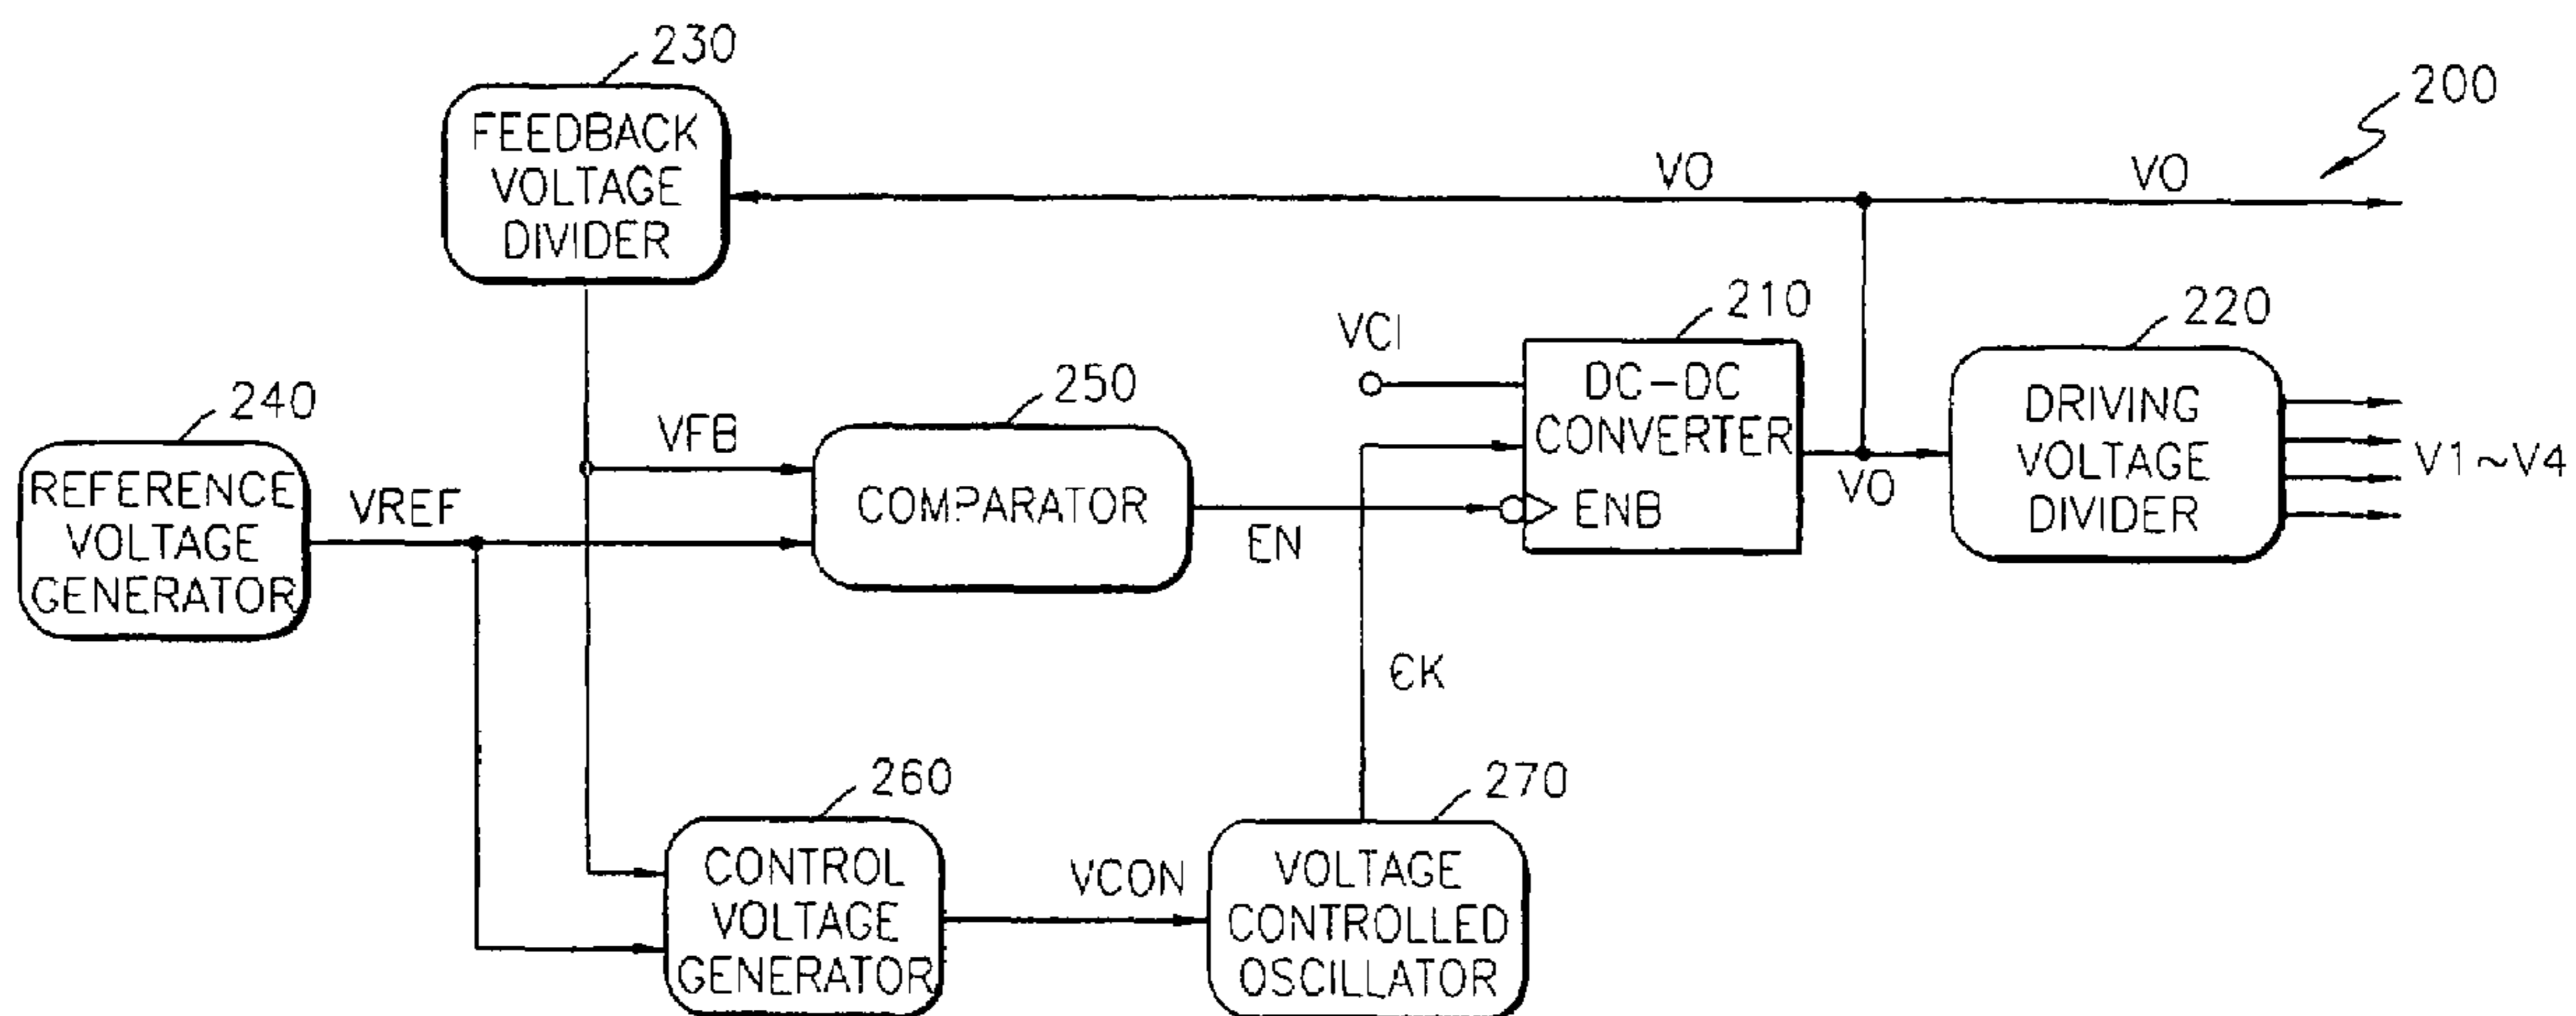 230
FEEDBACK
VOLTAGE
DIVIDER
200
VO
VO
210
VCI
DC-DC
CONVERTER
ENB
220
DRIVING
VOLTAGE
DIVIDER
V1~V4
VO
240
REFERENCE
VOLTAGE
GENERATOR
VREF
VFB
250
COMPARATOR
EN
CK
260
CONTROL
VOLTAGE
GENERATOR
VCON
270
VOLTAGE
CONTROLLED
OSCILLATOR